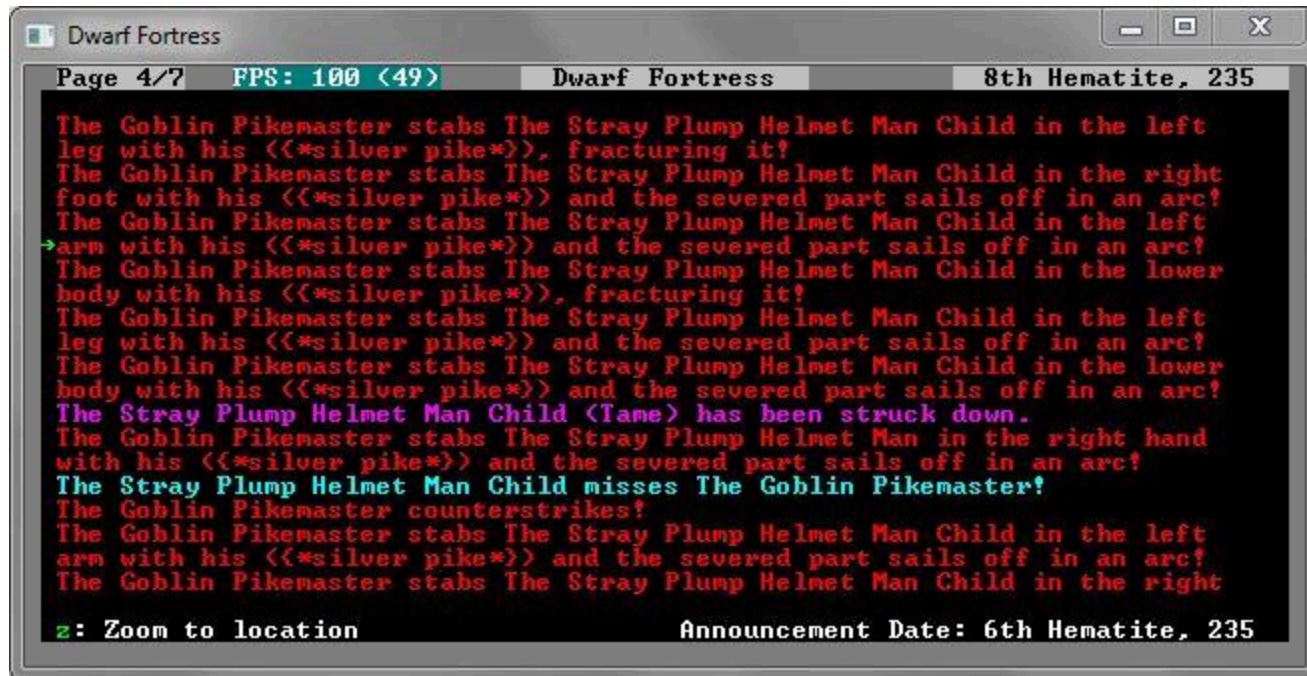 Dwarf Fortress
Page 4/7 FPS: 100 (49) Dwarf Fortress 8th Hematite, 235
The Goblin Pikemaster stabs The Stray Plump Helmet Man Child in the left
leg with his ({*silver pike*}), fracturing it!
The Goblin Pikemaster stabs The Stray Plump Helmet Man Child in the right
foot with his ({*silver pike*}) and the severed part sails off in an arc!
The Goblin Pikemaster stabs The Stray Plump Helmet Man Child in the left
→arm with his ({*silver pike*}) and the severed part sails off in an arc!
The Goblin Pikemaster stabs The Stray Plump Helmet Man Child in the lower
body with his ({*silver pike*}), fracturing it!
The Goblin Pikemaster stabs The Stray Plump Helmet Man Child in the left
leg with his ({*silver pike*}) and the severed part sails off in an arc!
The Goblin Pikemaster stabs The Stray Plump Helmet Man Child in the lower
body with his ({*silver pike*}) and the severed part sails off in an arc!
The Stray Plump Helmet Man Child (Tame) has been struck down.
The Goblin Pikemaster stabs The Stray Plump Helmet Man in the right hand
with his ({*silver pike*}) and the severed part sails off in an arc!
The Stray Plump Helmet Man Child misses The Goblin Pikemaster!
The Goblin Pikemaster counterstrikes!
The Goblin Pikemaster stabs The Stray Plump Helmet Man Child in the left
arm with his ({*silver pike*}) and the severed part sails off in an arc!
The Goblin Pikemaster stabs The Stray Plump Helmet Man Child in the right
z: Zoom to location Announcement Date: 6th Hematite, 235